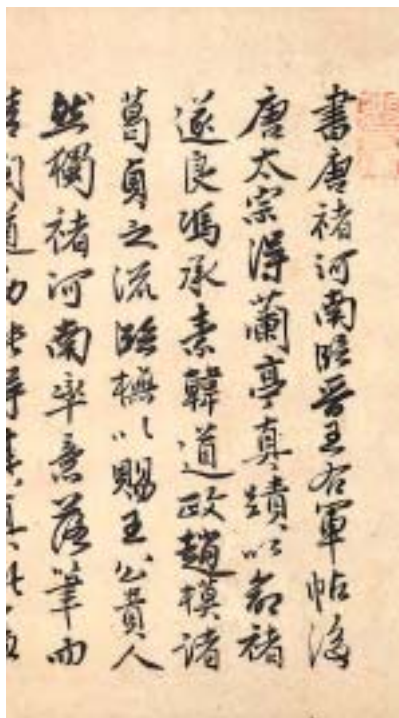 書唐褚河南臨晉王右軍帖後
唐太宗得蘭亭真蹟以命褚
遂良馮承素韓道政趙模諸
葛貞之流臨橅以賜王公貴人
然獨褚河南率意落筆而